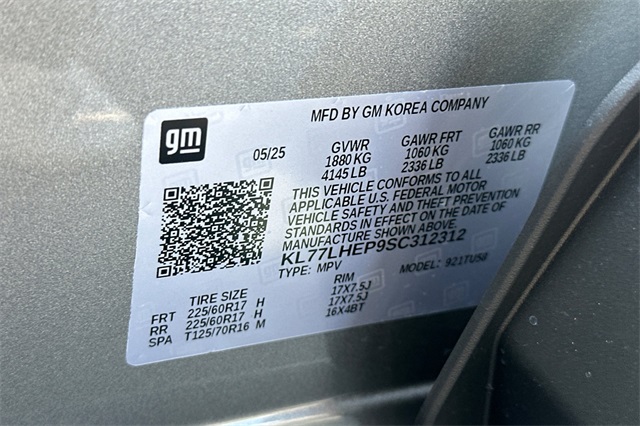 MFD BY GM KOREA COMPANY
gm
05/25
GVWR GAWR FRT GAWR RR
1880 KG 1060 KG 1060 KG
4145 LB 2336 LB 2336 LB
THIS VEHICLE CONFORMS TO ALL
APPLICABLE U.S. FEDERAL MOTOR
VEHICLE SAFETY AND THEFT PREVENTION
STANDARDS IN EFFECT ON THE DATE OF
MANUFACTURE SHOWN ABOVE.
KL77LHEP9SC312312
TYPE: MPV MODEL: 921TU58
TIRE SIZE RIM
FRT 225/60R17 H 17X7.5J
RR 225/60R17 H 17X7.5J
SPA T125/70R16 M 16X4BT